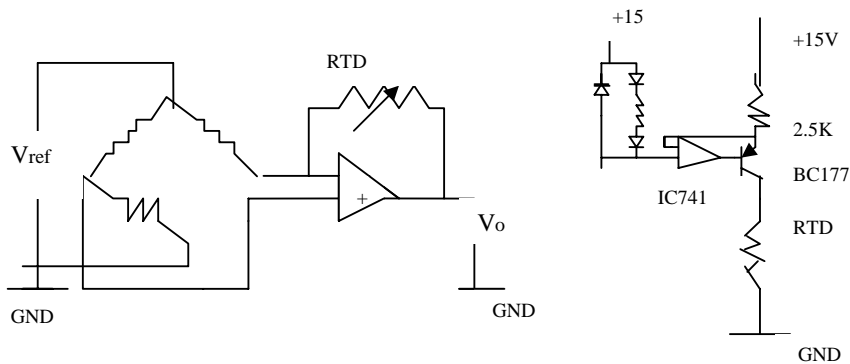 RTD
Vref
+
Vo
GND
GND
+15
+15V
2.5K
BC177
IC741
RTD
GND